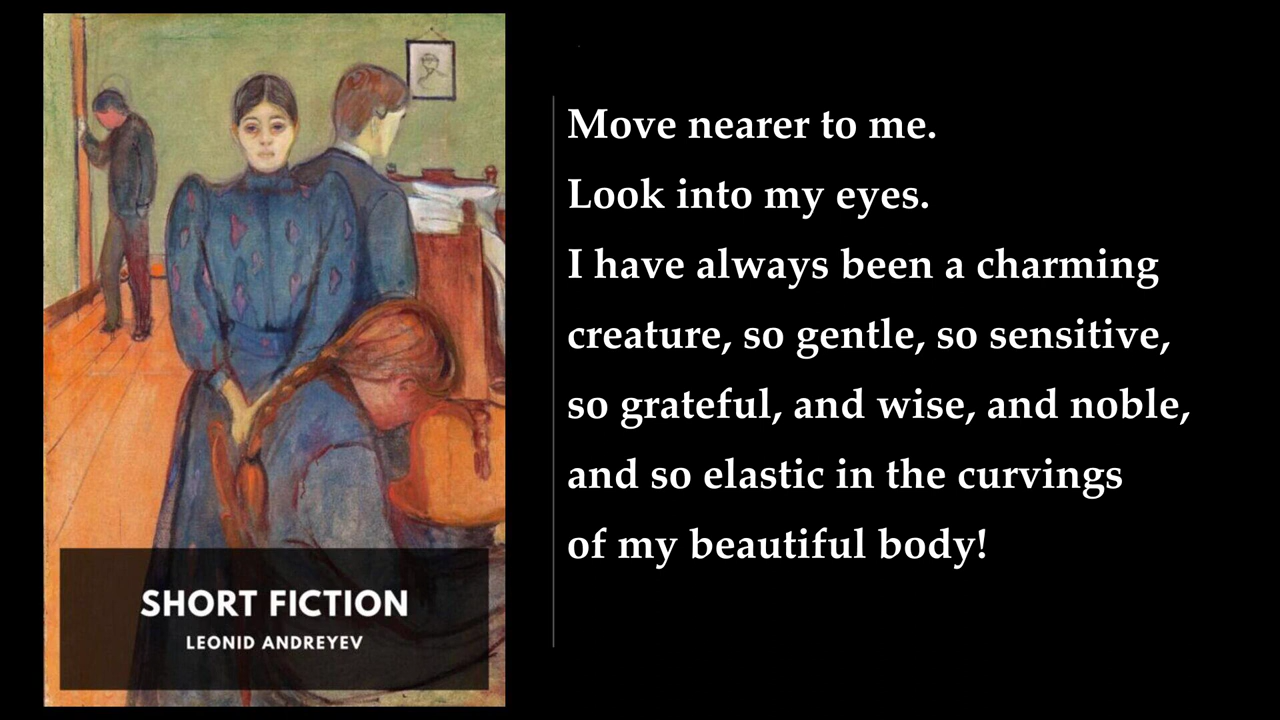 Move nearer to me.
Look into my eyes.
I have always been a charming
creature, so gentle, so sensitive,
so grateful, and wise, and noble,
and so elastic in the curvings
of my beautiful body!
SHORT FICTION
LEONID ANDREYEV